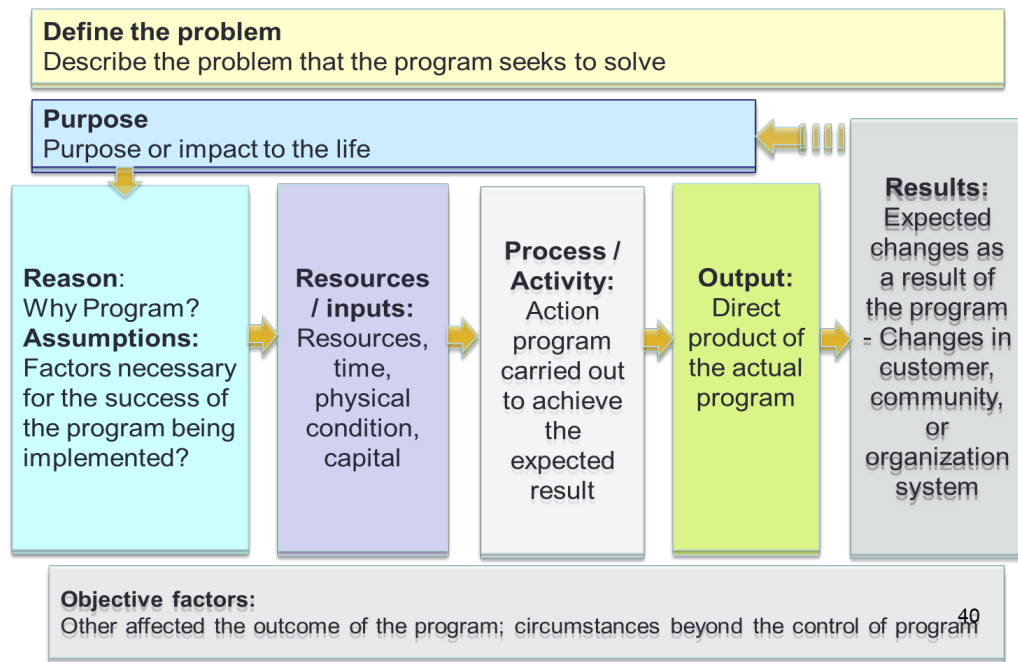 Define the problem
Describe the problem that the program seeks to solve
Purpose
Purpose or impact to the life
Reason:
Why Program?
Assumptions:
Factors necessary
for the success of
the program being
implemented?
Resources
/ inputs:
Resources,
time,
physical
condition,
capital
Process /
Activity:
Action
program
carried out
to achieve
the
expected
result
Output:
Direct
product of
the actual
program
Results:
Expected
changes as
a result of
the program
- Changes in
customer,
community,
or
organization
system
Objective factors:
Other affected the outcome of the program; circumstances beyond the control of program
40